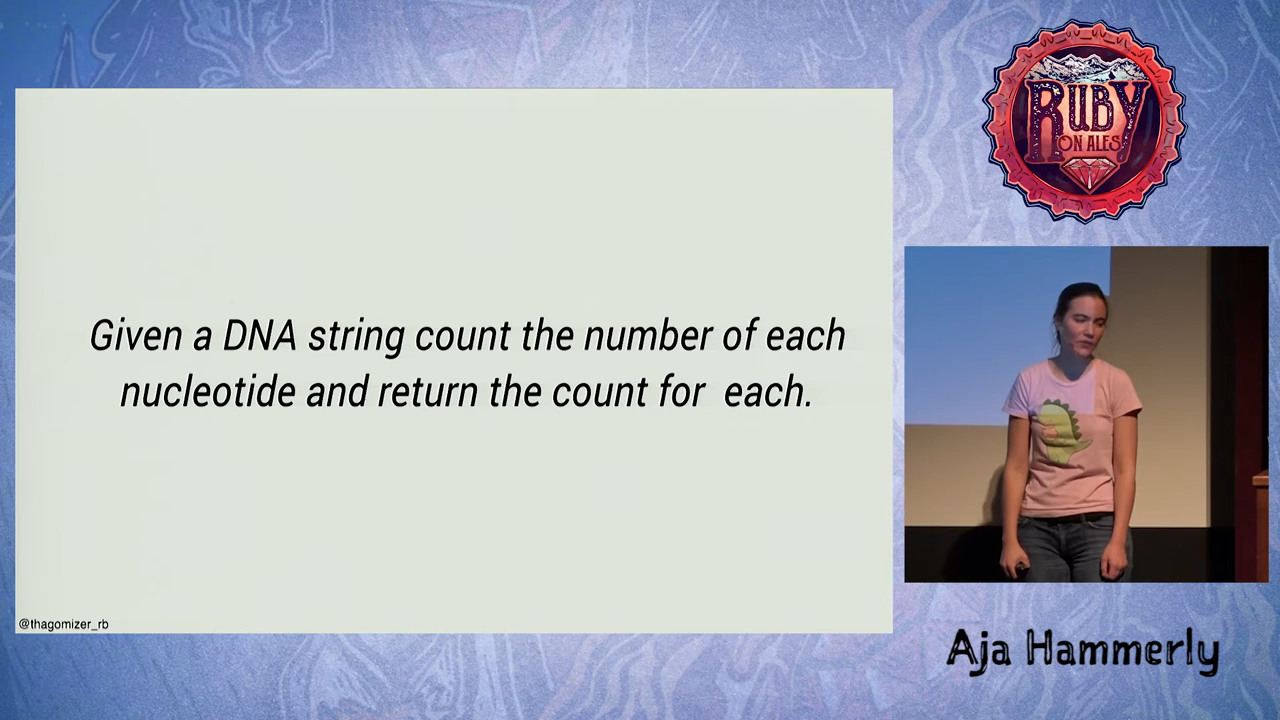 Given a DNA string count the number of each
nucleotide and return the count for  each.
@thagomizer_rb
RUBY
ON ALES
Aja Hammerly